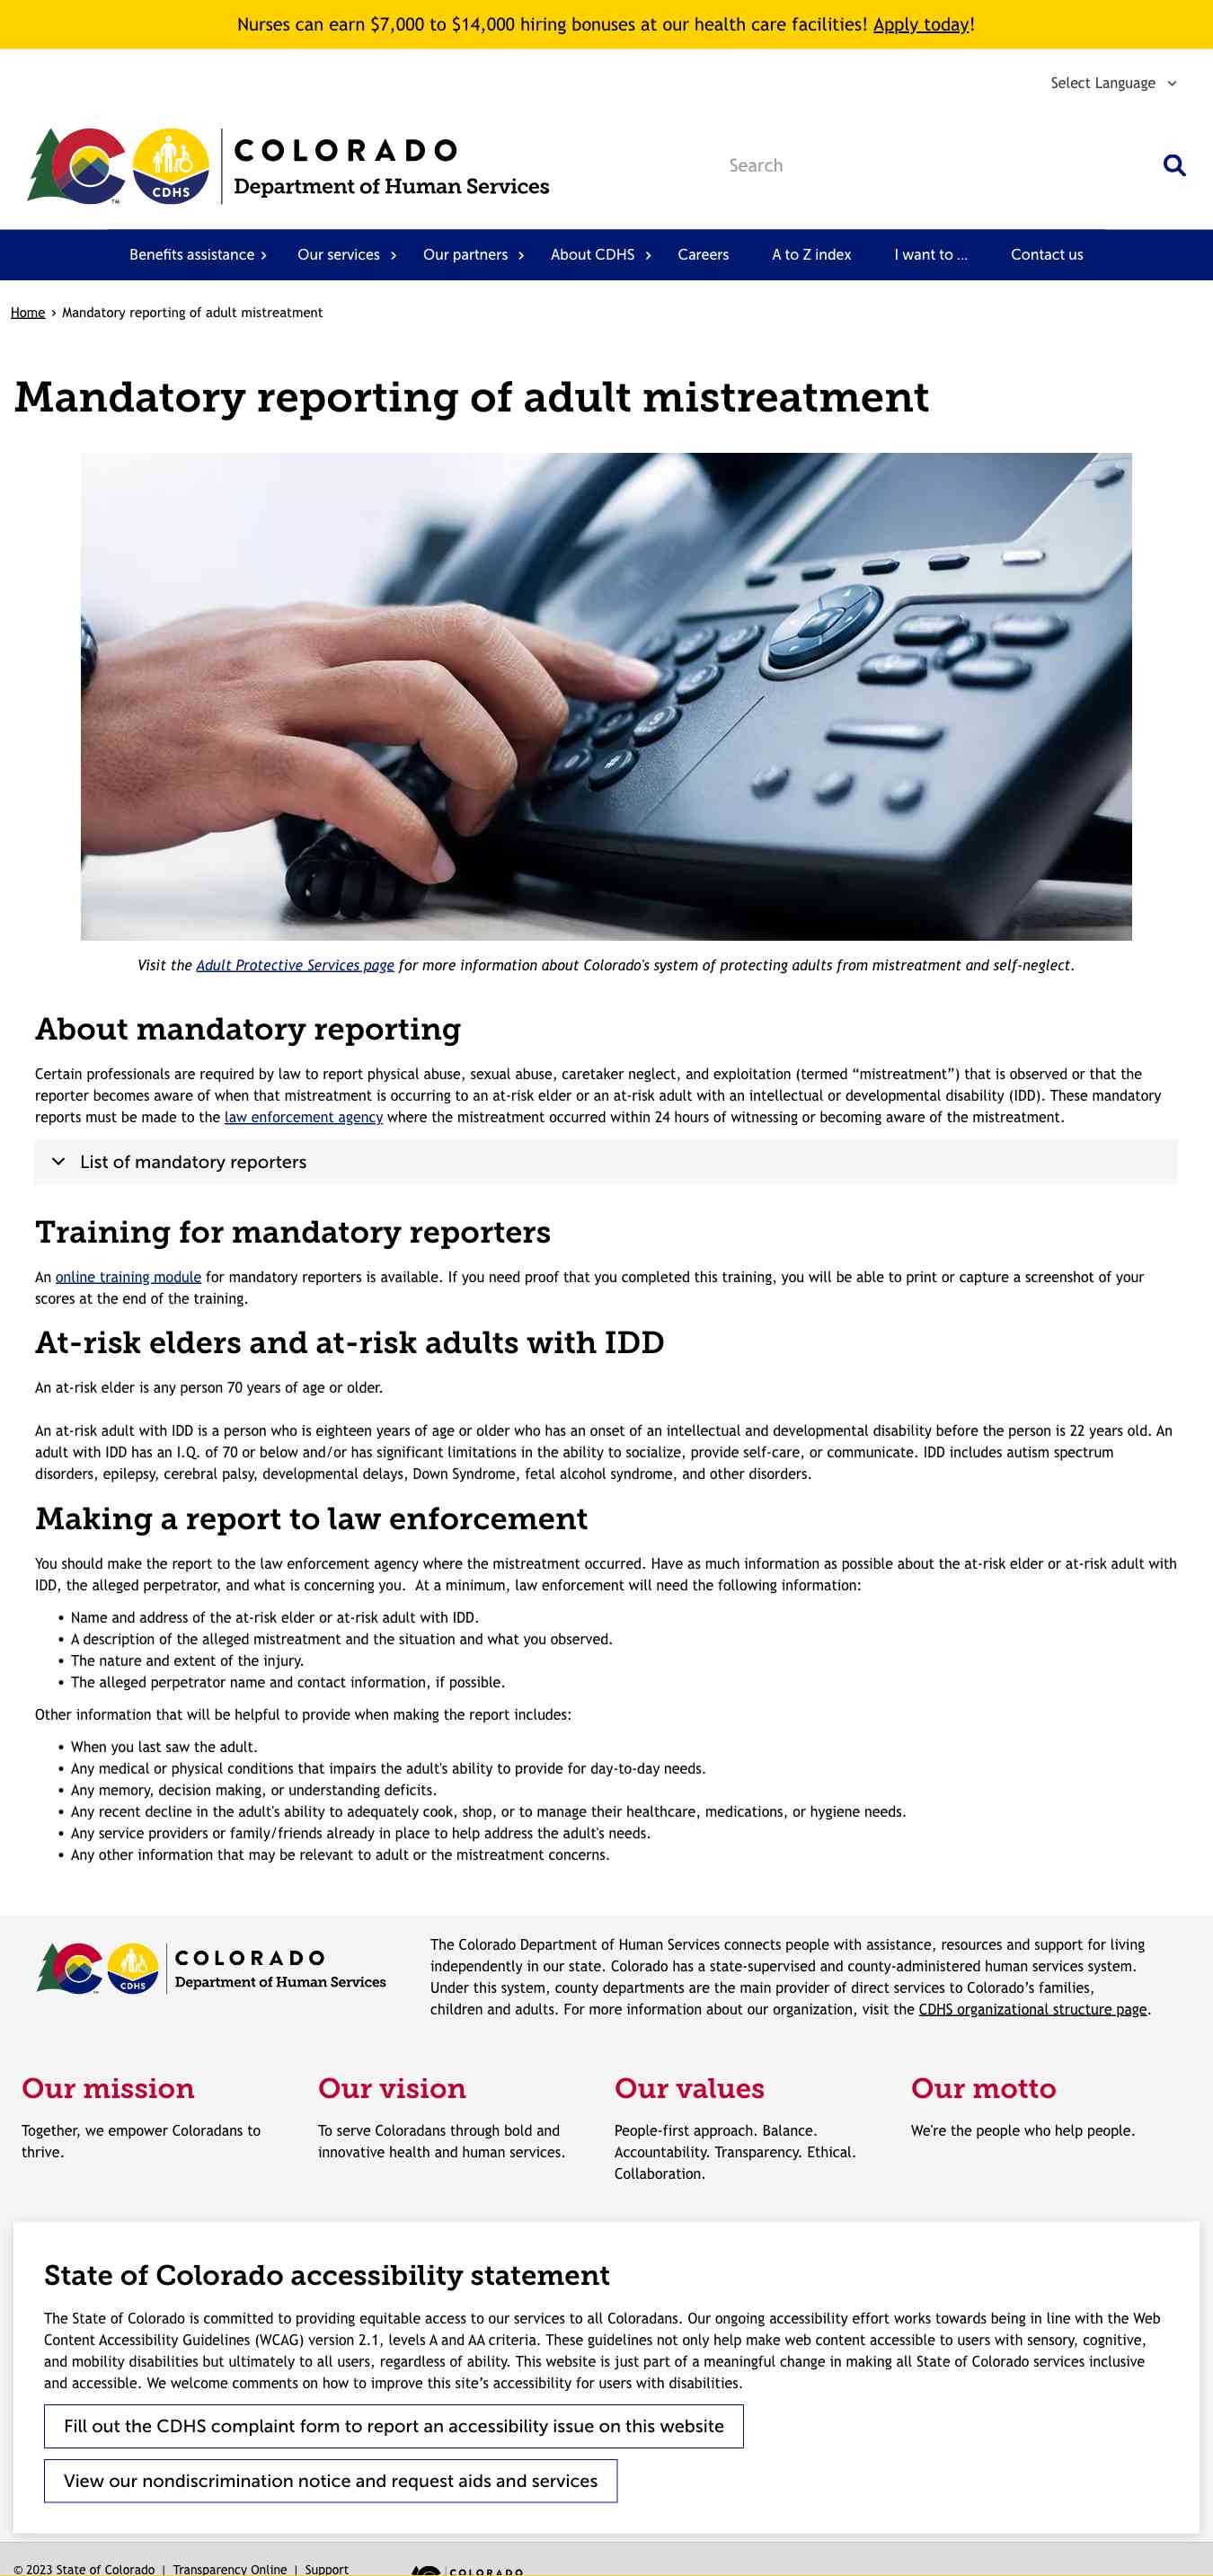 Nurses can earn $7,000 to $14,000 hiring bonuses at our health care facilities! Apply today!
Select Language
COLORADO
Department of Human Services
CDHS
TM
Search
Benefits assistance Our services Our partners About CDHS Careers A to Z index I want to ... Contact us
Home › Mandatory reporting of adult mistreatment
Mandatory reporting of adult mistreatment
Visit the Adult Protective Services page for more information about Colorado's system of protecting adults from mistreatment and self-neglect.
About mandatory reporting
Certain professionals are required by law to report physical abuse, sexual abuse, caretaker neglect, and exploitation (termed “mistreatment”) that is observed or that the
reporter becomes aware of when that mistreatment is occurring to an at-risk elder or an at-risk adult with an intellectual or developmental disability (IDD). These mandatory
reports must be made to the law enforcement agency where the mistreatment occurred within 24 hours of witnessing or becoming aware of the mistreatment.
List of mandatory reporters
Training for mandatory reporters
An online training module for mandatory reporters is available. If you need proof that you completed this training, you will be able to print or capture a screenshot of your
scores at the end of the training.
At-risk elders and at-risk adults with IDD
An at-risk elder is any person 70 years of age or older.
An at-risk adult with IDD is a person who is eighteen years of age or older who has an onset of an intellectual and developmental disability before the person is 22 years old. An
adult with IDD has an I.Q. of 70 or below and/or has significant limitations in the ability to socialize, provide self-care, or communicate. IDD includes autism spectrum
disorders, epilepsy, cerebral palsy, developmental delays, Down Syndrome, fetal alcohol syndrome, and other disorders.
Making a report to law enforcement
You should make the report to the law enforcement agency where the mistreatment occurred. Have as much information as possible about the at-risk elder or at-risk adult with
IDD, the alleged perpetrator, and what is concerning you. At a minimum, law enforcement will need the following information:
• Name and address of the at-risk elder or at-risk adult with IDD.
• A description of the alleged mistreatment and the situation and what you observed.
• The nature and extent of the injury.
• The alleged perpetrator name and contact information, if possible.
Other information that will be helpful to provide when making the report includes:
• When you last saw the adult.
• Any medical or physical conditions that impairs the adult's ability to provide for day-to-day needs.
• Any memory, decision making, or understanding deficits.
• Any recent decline in the adult's ability to adequately cook, shop, or to manage their healthcare, medications, or hygiene needs.
• Any service providers or family/friends already in place to help address the adult's needs.
• Any other information that may be relevant to adult or the mistreatment concerns.
COLORADO
Department of Human Services
CDHS
The Colorado Department of Human Services connects people with assistance, resources and support for living
independently in our state. Colorado has a state-supervised and county-administered human services system.
Under this system, county departments are the main provider of direct services to Colorado’s families,
children and adults. For more information about our organization, visit the CDHS organizational structure page.
Our mission
Together, we empower Coloradans to
thrive.
Our vision
To serve Coloradans through bold and
innovative health and human services.
Our values
People-first approach. Balance.
Accountability. Transparency. Ethical.
Collaboration.
Our motto
We're the people who help people.
State of Colorado accessibility statement
The State of Colorado is committed to providing equitable access to our services to all Coloradans. Our ongoing accessibility effort works towards being in line with the Web
Content Accessibility Guidelines (WCAG) version 2.1, levels A and AA criteria. These guidelines not only help make web content accessible to users with sensory, cognitive,
and mobility disabilities but ultimately to all users, regardless of ability. This website is just part of a meaningful change in making all State of Colorado services inclusive
and accessible. We welcome comments on how to improve this site’s accessibility for users with disabilities.
Fill out the CDHS complaint form to report an accessibility issue on this website
View our nondiscrimination notice and request aids and services
© 2023 State of Colorado | Transparency Online | Support
COLORADO